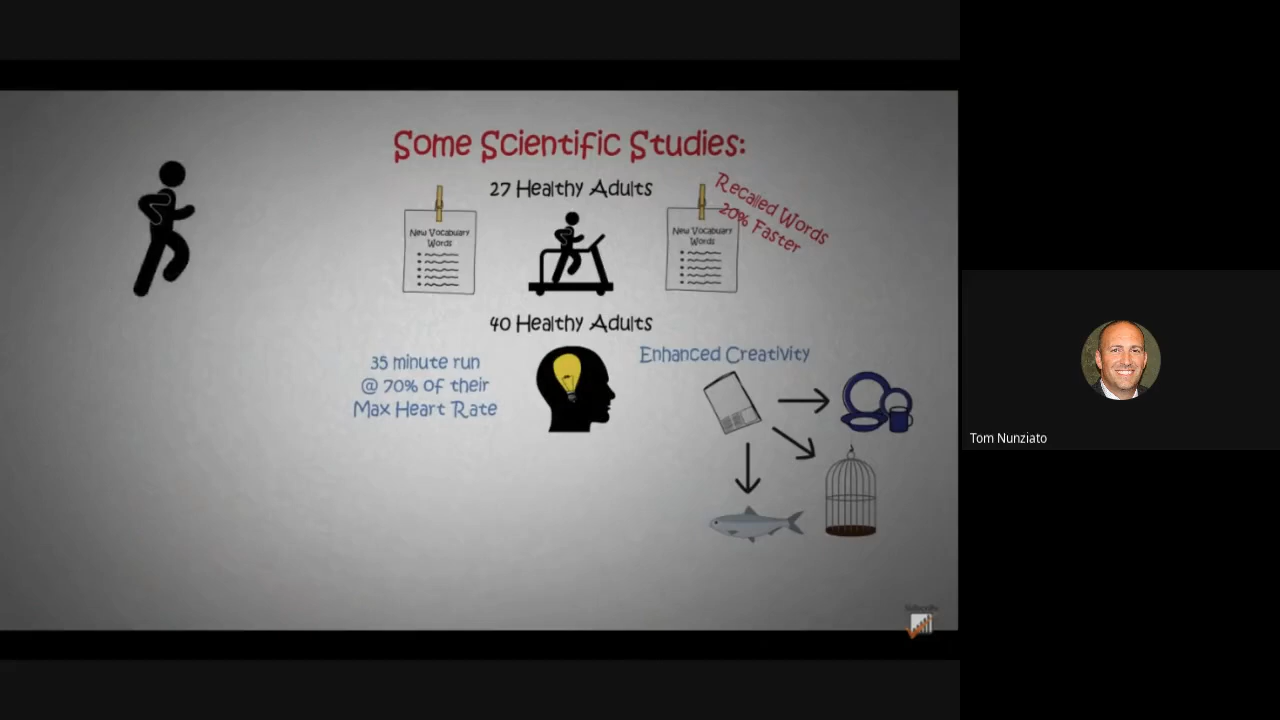 Some Scientific Studies:
27 Healthy Adults
New Vocabulary
Words
New Vocabulary
Words
Recalled Words
20% Faster
40 Healthy Adults
35 minute run
@ 70% of their
Max Heart Rate
Enhanced Creativity
Tom Nunziato